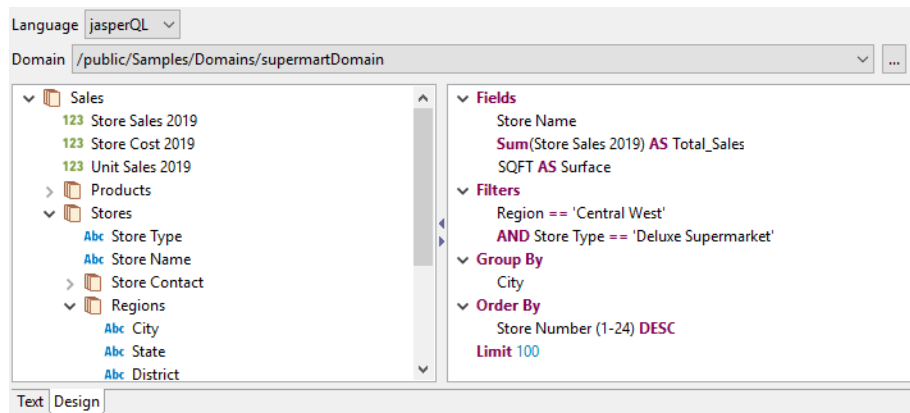 Language jasperQL
Domain /public/Samples/Domains/supermartDomain ...
Sales
123 Store Sales 2019
123 Store Cost 2019
123 Unit Sales 2019
Products
Stores
Abc Store Type
Abc Store Name
Store Contact
Regions
Abc City
Abc State
Abc District
Fields
Store Name
Sum(Store Sales 2019) AS Total_Sales
SQFT AS Surface
Filters
Region == 'Central West'
AND Store Type == 'Deluxe Supermarket'
Group By
City
Order By
Store Number (1-24) DESC
Limit 100
Text Design